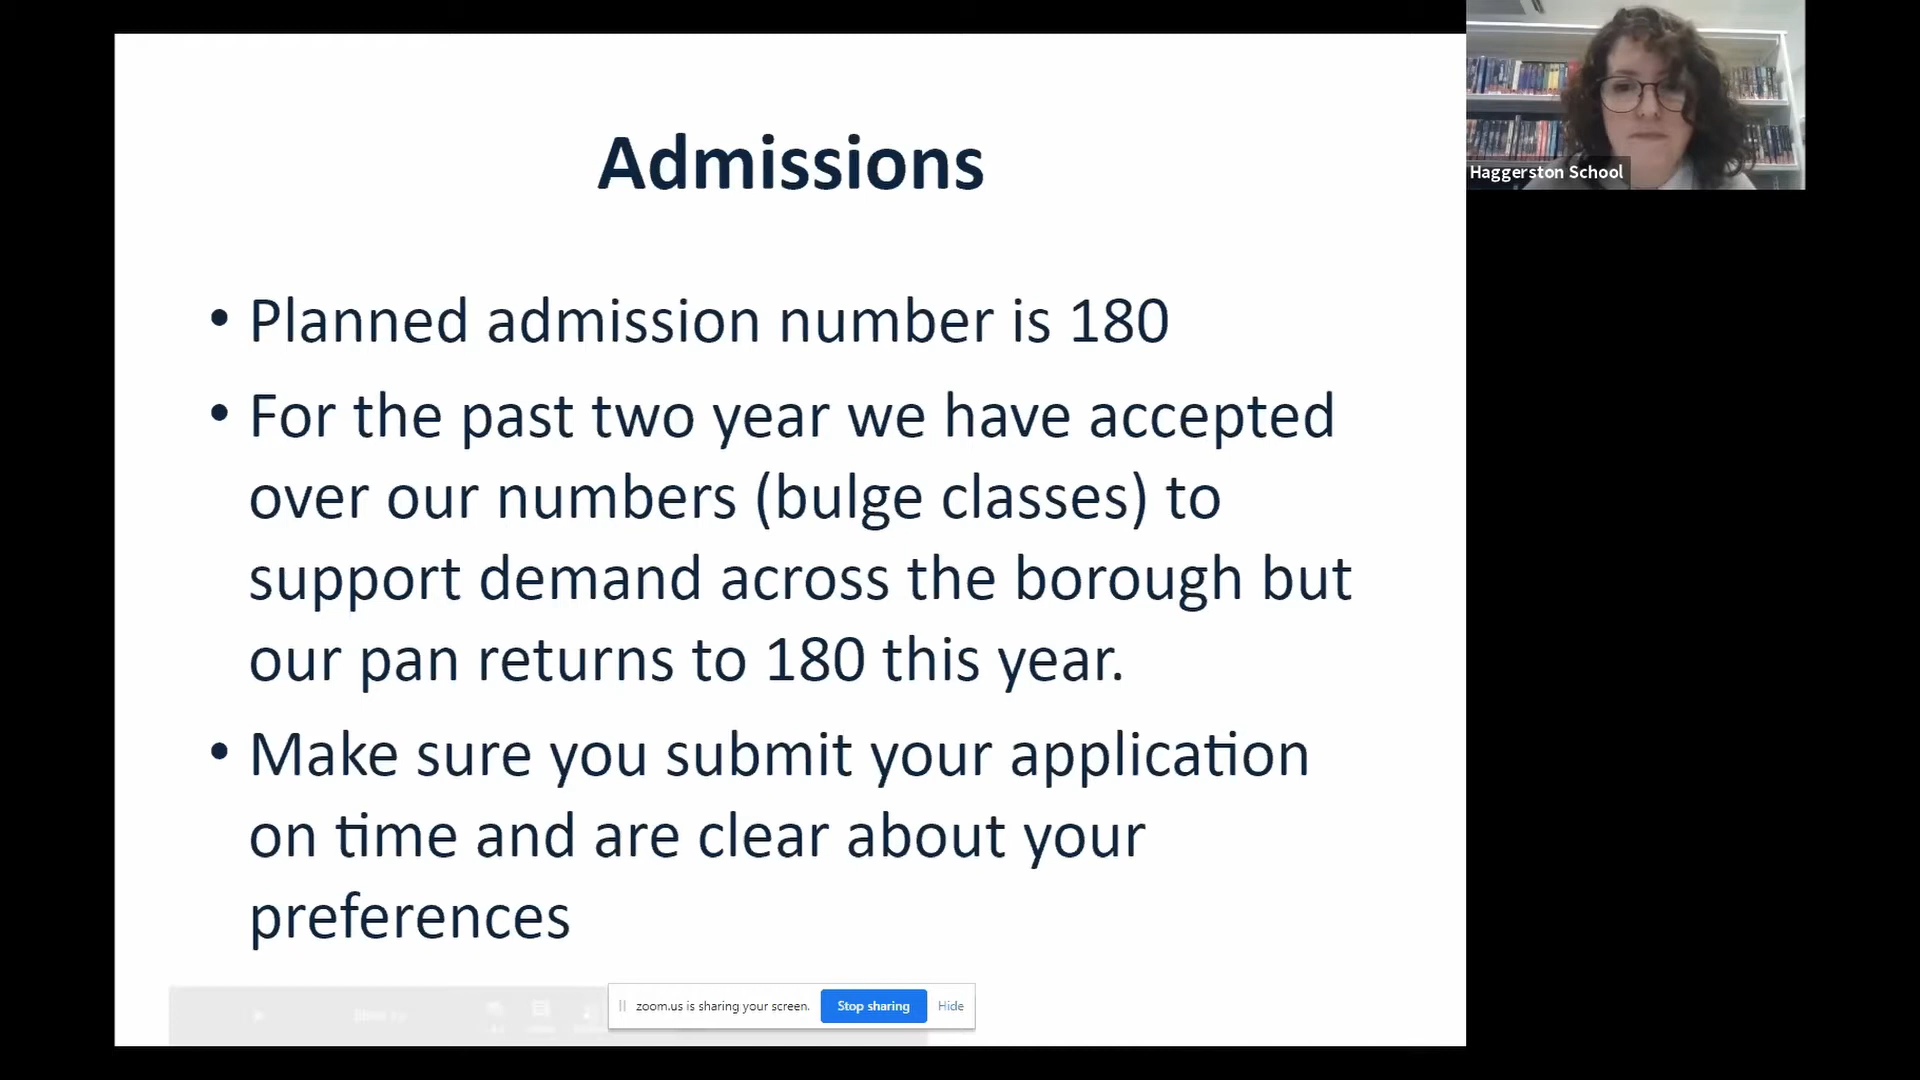 Admissions
Haggerston School
• Planned admission number is 180
• For the past two year we have accepted
over our numbers (bulge classes) to
support demand across the borough but
our pan returns to 180 this year.
• Make sure you submit your application
on time and are clear about your
preferences
zoom.us is sharing your screen. Stop sharing Hide